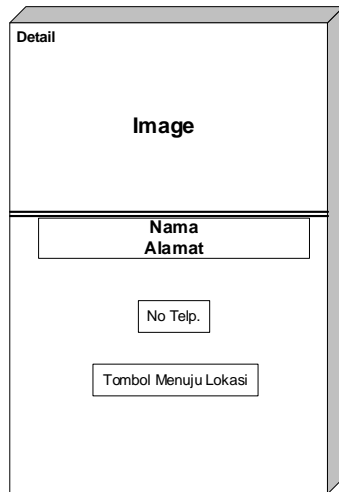 Detail
Image
Nama
Alamat
No Telp.
Tombol Menuju Lokasi